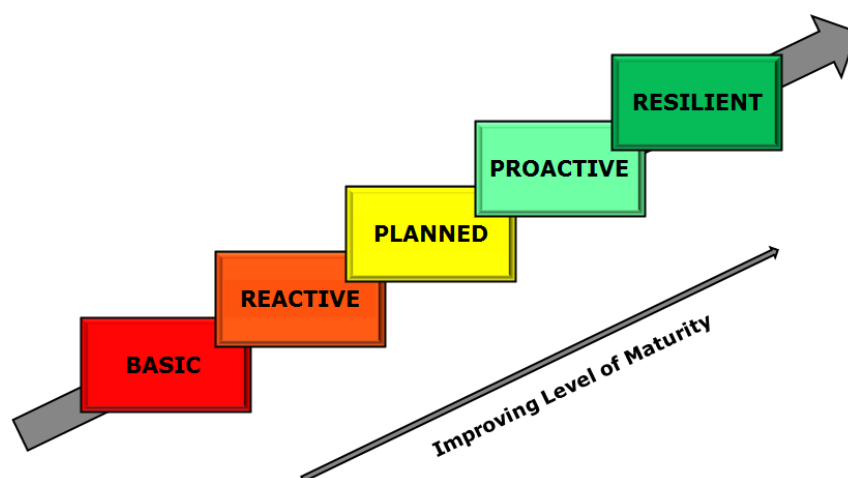 RESILIENT
PROACTIVE
PLANNED
REACTIVE
BASIC
Improving Level of Maturity